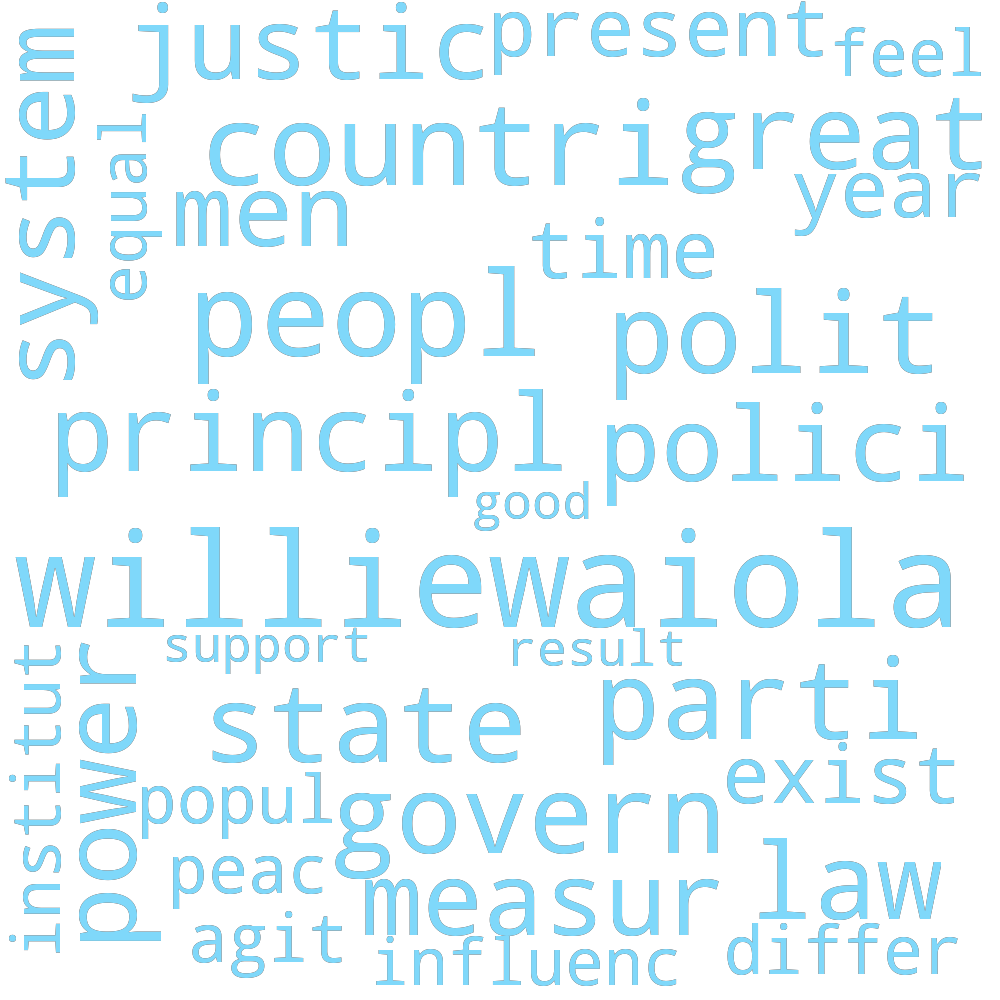 justic
present
feel
system
equal
countri
great
men
year
time
peopl
polit
principl
polici
good
williewaiola
support
result
institut
power
state
parti
exist
popul
govern
peac
measur
law
agit
influenc
differ